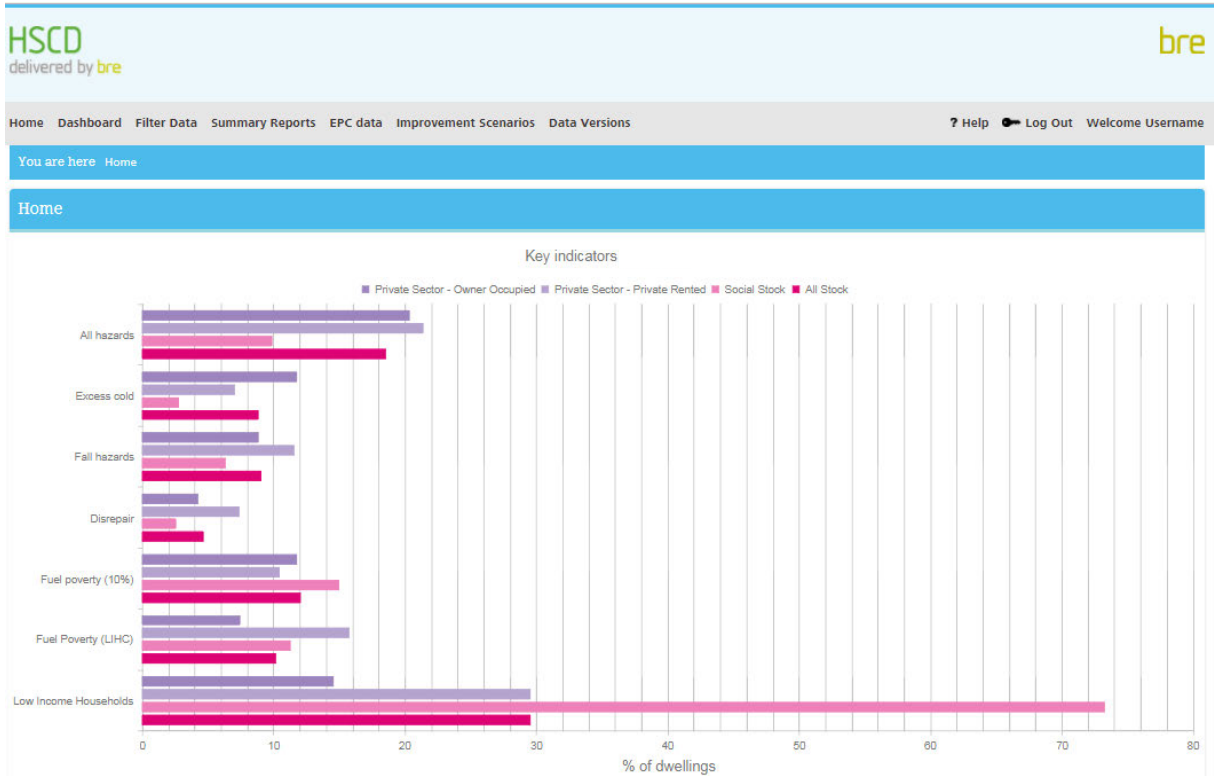 HSCD
delivered by bre
bre
Home Dashboard Filter Data Summary Reports EPC data Improvement Scenarios Data Versions ? Help Log Out Welcome Username
You are here Home
Home
Key indicators
Private Sector - Owner Occupied Private Sector - Private Rented Social Stock All Stock
All hazards
Excess cold
Fall hazards
Disrepair
Fuel poverty (10%)
Fuel Poverty (LIHC)
Low Income Households
0 10 20 30 40 50 60 70 80
% of dwellings